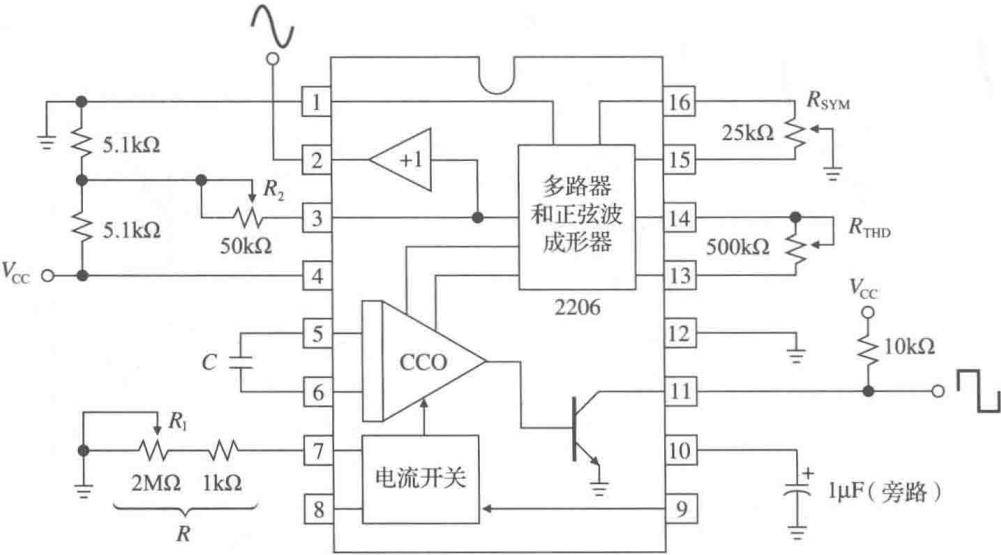 1
16
R_SYM
5.1kΩ
25kΩ
2
+1
15
多路器
和正弦波
成形器
R_2
5.1kΩ
50kΩ
3
14
R_THD
500kΩ
V_CC
4
13
2206
V_CC
5
12
C
CCO
10kΩ
6
11
R_1
7
10
2MΩ
1kΩ
电流开关
+
1μF(旁路)
8
9
R